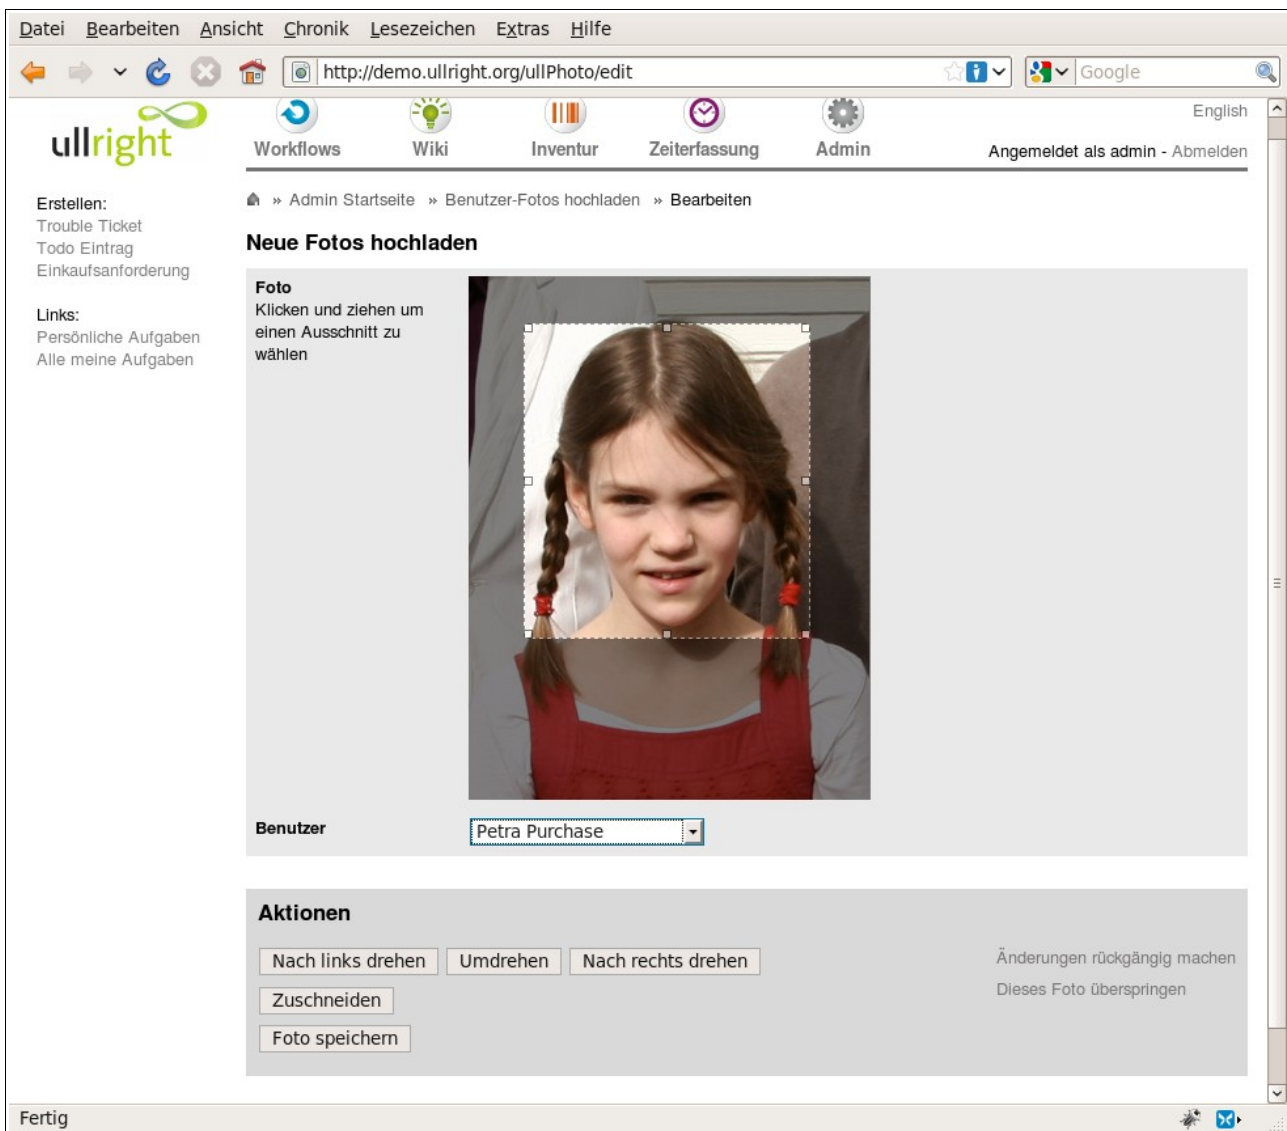 Datei Bearbeiten Ansicht Chronik Lesezeichen Extras Hilfe
http://demo.ullright.org/ullPhoto/edit
Google
ullright
Workflows Wiki Inventur Zeiterfassung Admin
English
Angemeldet als admin - Abmelden
Erstellen:
Trouble Ticket
Todo Eintrag
Einkaufsanforderung
Links:
Persönliche Aufgaben
Alle meine Aufgaben
» Admin Startseite » Benutzer-Fotos hochladen » Bearbeiten
Neue Fotos hochladen
Foto
Klicken und ziehen um
einen Ausschnitt zu
wählen
Benutzer
Petra Purchase
Aktionen
Nach links drehen Umdrehen Nach rechts drehen
Zuschneiden
Foto speichern
Änderungen rückgängig machen
Dieses Foto überspringen
Fertig